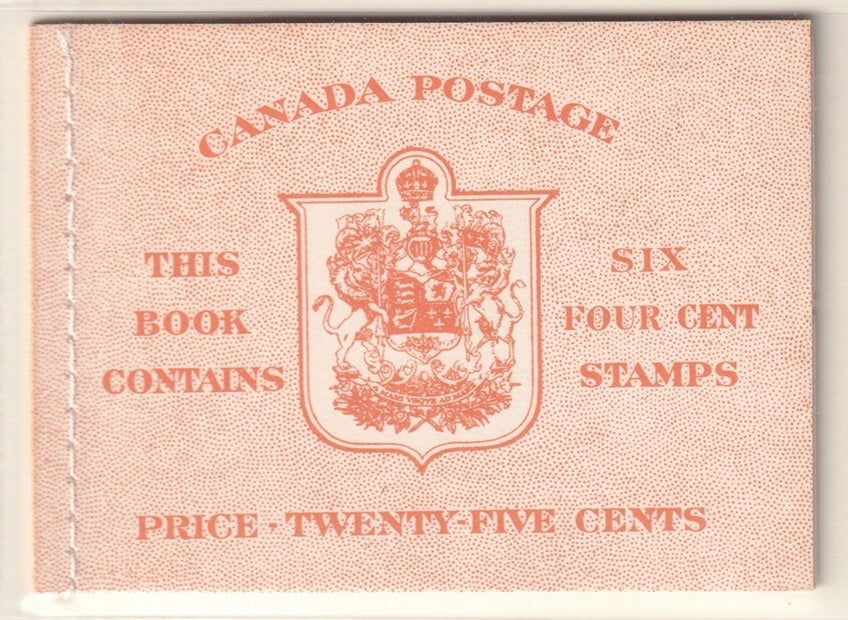 CANADA POSTAGE
THIS
BOOK
CONTAINS
SIX
FOUR CENT
STAMPS
PRICE - TWENTY-FIVE CENTS